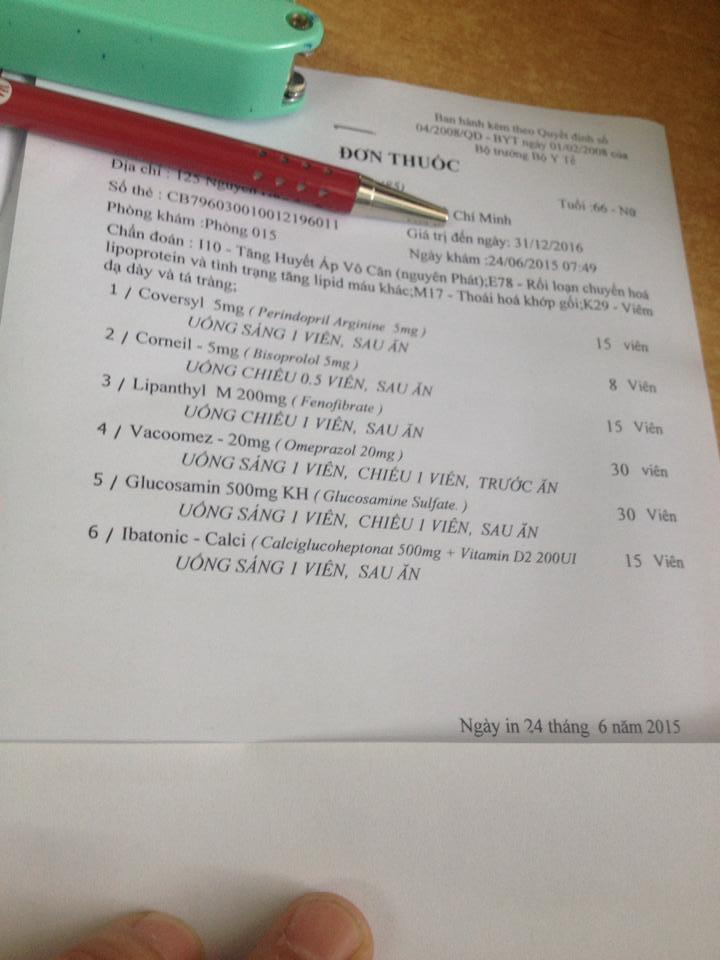 Ban hành kèm theo Quyết định số
04/2008/QĐ - BYT ngày 01/02/2008 của
Bộ trưởng Bộ Y Tế
ĐƠN THUỐC
Tuổi :66 - Nữ
Địa chỉ : 125 Nguyễn
Chí Minh
Số thẻ : CB796030010012196011
Giá trị đến ngày: 31/12/2016
Phòng khám :Phòng 015
Ngày khám :24/06/2015 07:49
Chẩn đoán : I10 - Tăng Huyết Áp Vô Căn (nguyên Phát);E78 - Rối loạn chuyển hoá
lipoprotein và tình trạng tăng lipid máu khác;M17 - Thoái hoá khớp gối;K29 - Viêm
dạ dày và tá tràng;
1 / Coversyl 5mg ( Perindopril Arginine 5mg ) 15 viên
UỐNG SÁNG 1 VIÊN, SAU ĂN
2 / Corneil - 5mg ( Bisoprolol 5mg ) 8 Viên
UỐNG CHIỀU 0.5 VIÊN, SAU ĂN
3 / Lipanthyl M 200mg ( Fenofibrate ) 15 Viên
UỐNG CHIỀU 1 VIÊN, SAU ĂN
4 / Vacoomez - 20mg ( Omeprazol 20mg ) 30 viên
UỐNG SÁNG 1 VIÊN, CHIỀU 1 VIÊN, TRƯỚC ĂN
5 / Glucosamin 500mg KH ( Glucosamine Sulfate. ) 30 Viên
UỐNG SÁNG 1 VIÊN, CHIỀU 1 VIÊN, SAU ĂN
6 / Ibatonic - Calci ( Calciglucoheptonat 500mg + Vitamin D2 200UI 15 Viên
UỐNG SÁNG 1 VIÊN, SAU ĂN
Ngày in 24 tháng 6 năm 2015